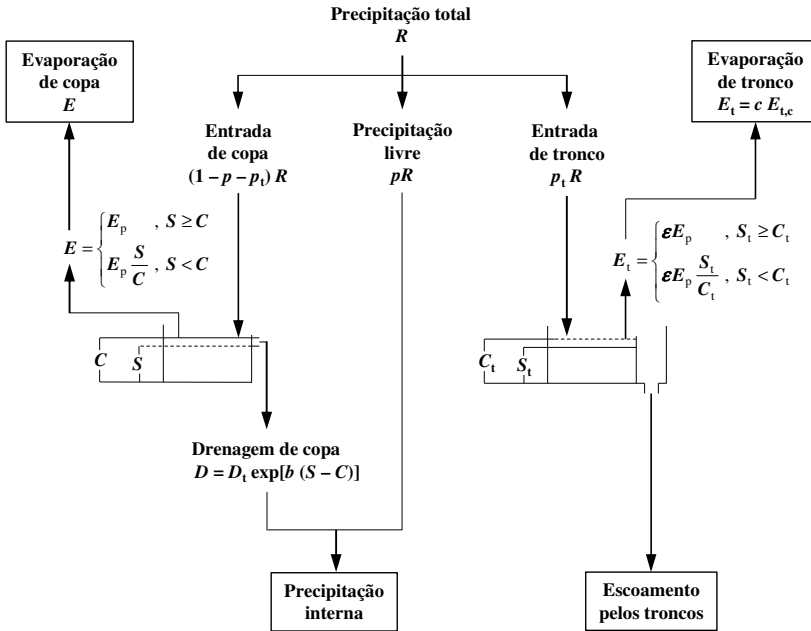 Precipitação total
R
Evaporação
de copa
E
Evaporação
de tronco
Eₜ = c Eₜ,c
Entrada
de copa
(1 – p – pₜ) R
Precipitação
livre
pR
Entrada
de tronco
pₜ R
E = { Eₚ , S ≥ C
Eₚ S/C , S < C
Eₜ = { εEₚ , Sₜ ≥ Cₜ
εEₚ Sₜ/Cₜ , Sₜ < Cₜ
C S
Cₜ Sₜ
Drenagem de copa
D = Dₜ exp[b (S – C)]
Precipitação
interna
Escoamento
pelos troncos